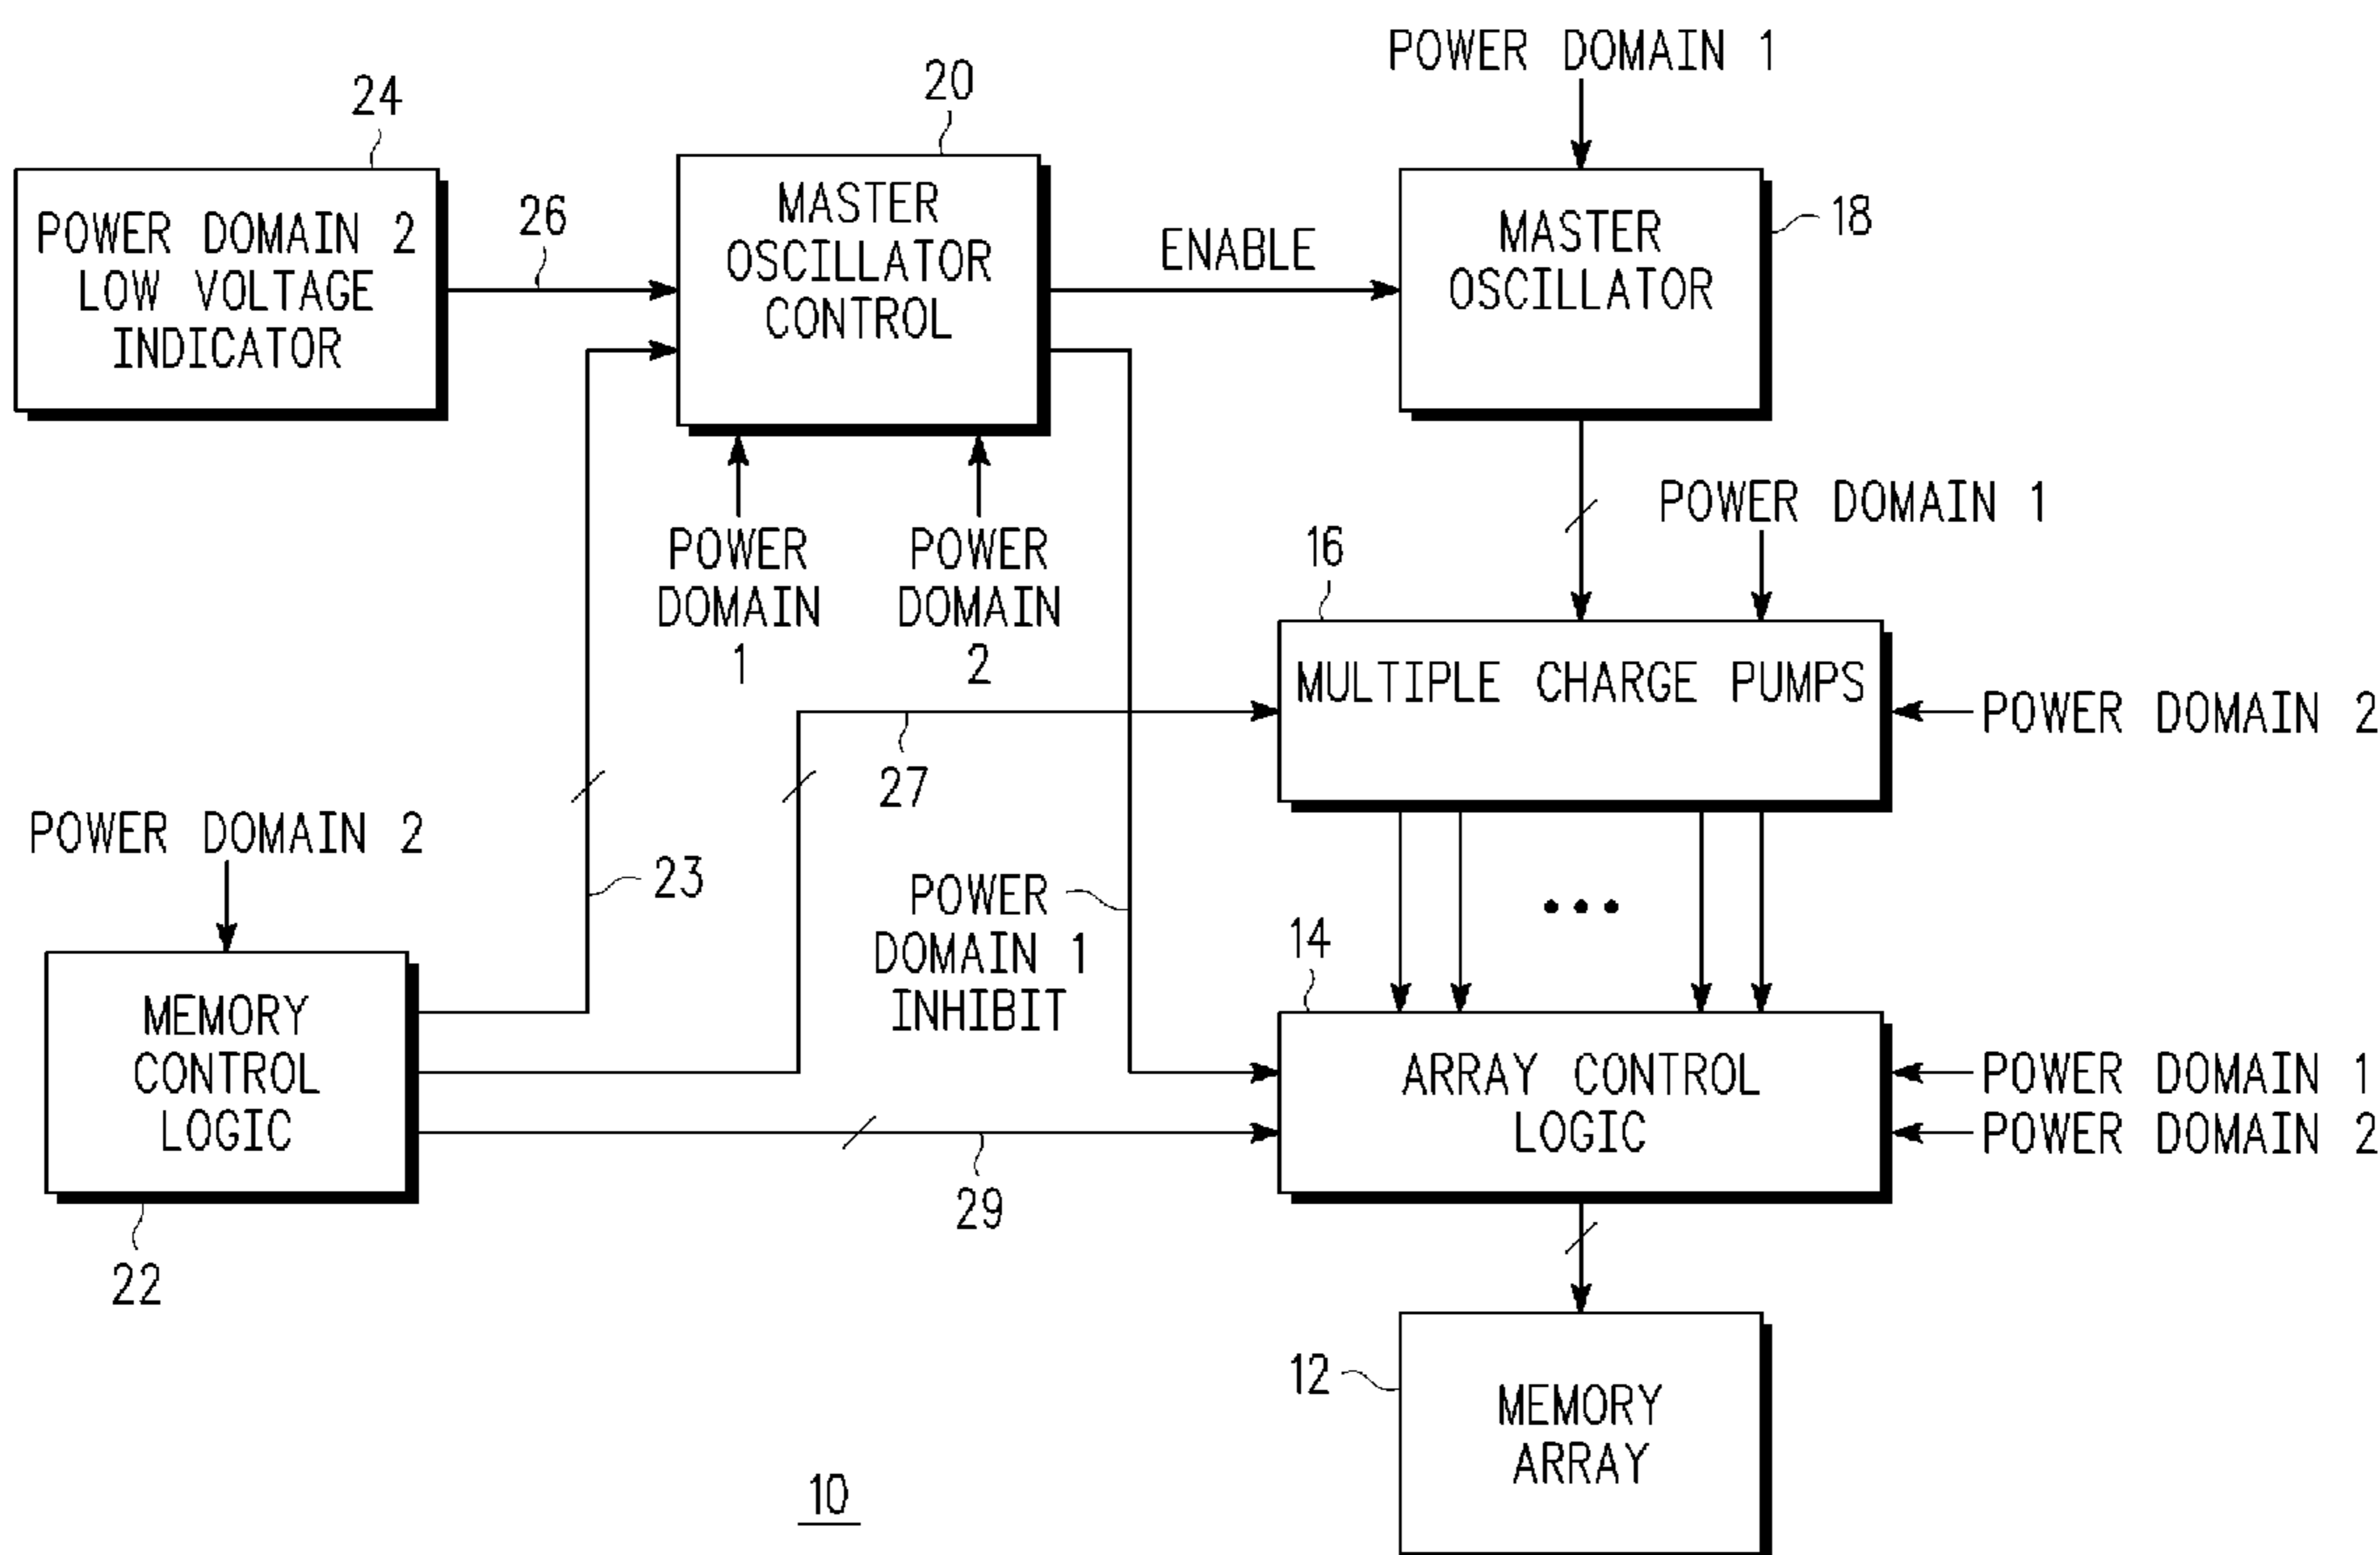 POWER DOMAIN 1
24
20
POWER DOMAIN 2
LOW VOLTAGE
INDICATOR
26
MASTER
OSCILLATOR
CONTROL
ENABLE
MASTER
OSCILLATOR
18
POWER
DOMAIN
1
POWER
DOMAIN
2
POWER DOMAIN 1
16
MULTIPLE CHARGE PUMPS
POWER DOMAIN 2
27
POWER DOMAIN 2
23
POWER
DOMAIN 1
INHIBIT
•••
14
MEMORY
CONTROL
LOGIC
22
29
ARRAY CONTROL
LOGIC
POWER DOMAIN 1
POWER DOMAIN 2
12
MEMORY
ARRAY
10